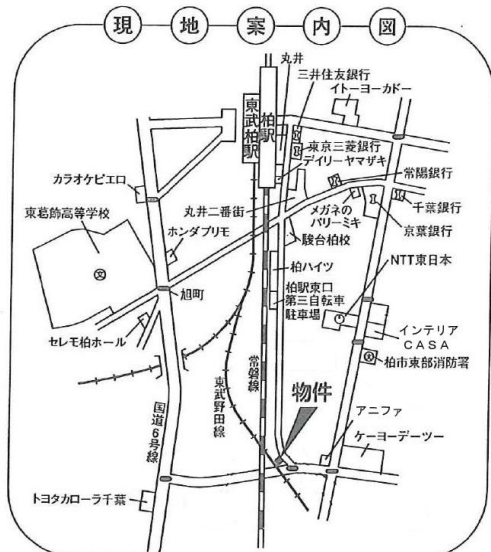 現地案内図
丸井
三井住友銀行
イトーヨーカドー
東武柏駅
柏駅
東京三菱銀行
デイリーヤマザキ
常陽銀行
カラオケピエロ
丸井二番街
メガネの
パリーミキ
千葉銀行
東葛飾高等学校
ホンダプリモ
京葉銀行
駿台柏校
NTT東日本
柏ハイツ
旭町
柏駅東口
第三自転車
駐車場
インテリア
CASA
セレモ柏ホール
柏市東部消防署
国道6号線
東武野田線
常磐線
物件
アニファ
ケーヨーデーツー
トヨタカローラ千葉